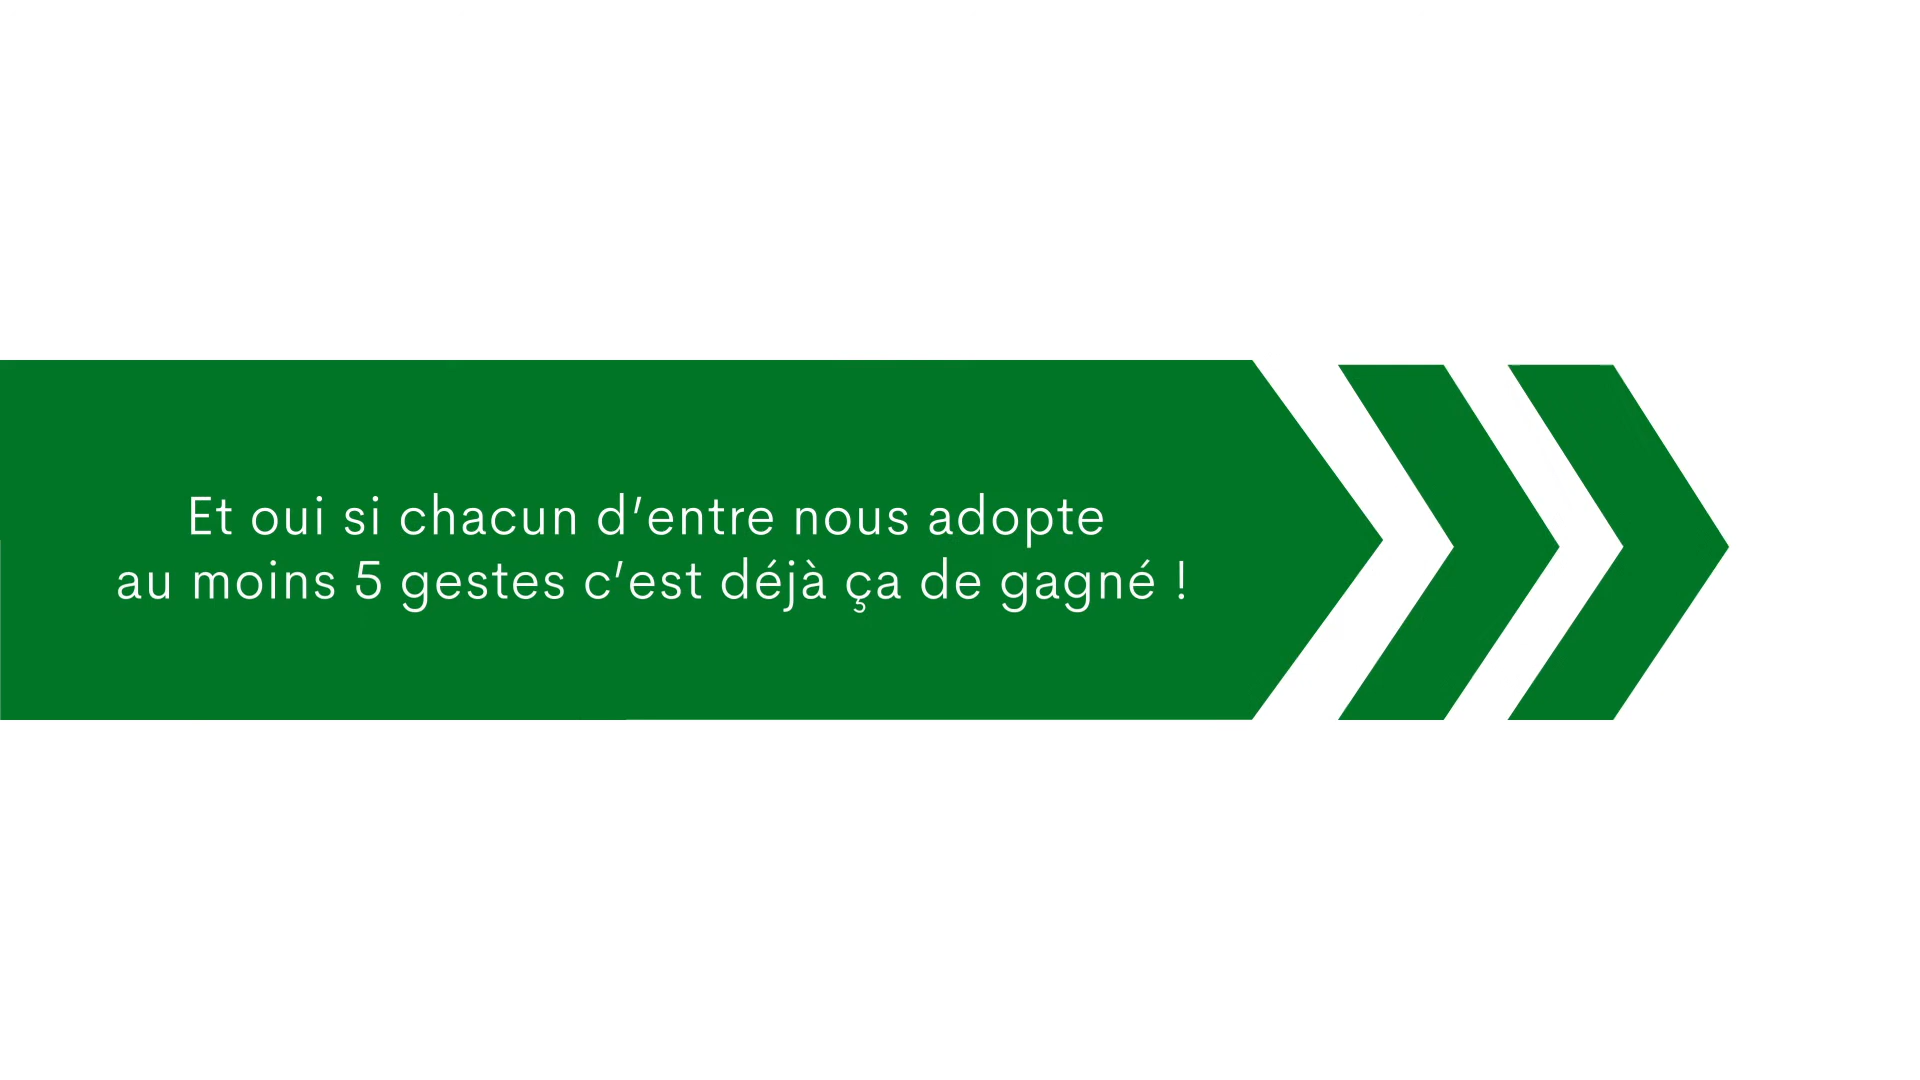 Et oui si chacun d’entre nous adopte
au moins 5 gestes c’est déjà ça de gagné !